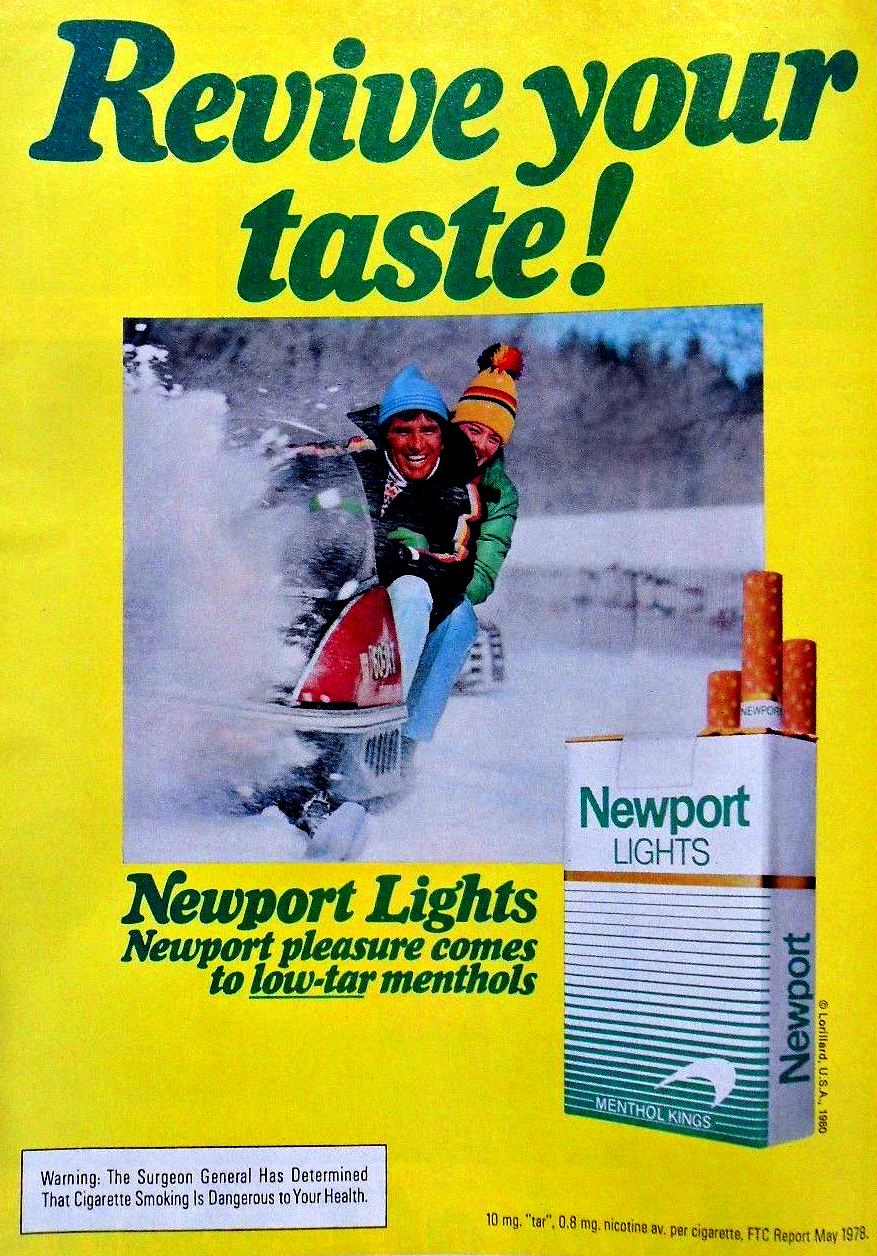 Revive your
taste!
NEWPORT
Newport
LIGHTS
Newport Lights
Newport pleasure comes
to low-tar menthols
Newport
MENTHOL KINGS
© Lorillard, U.S.A., 1980
Warning: The Surgeon General Has Determined
That Cigarette Smoking Is Dangerous to Your Health.
10 mg. "tar", 0.8 mg. nicotine av. per cigarette, FTC Report May 1978.